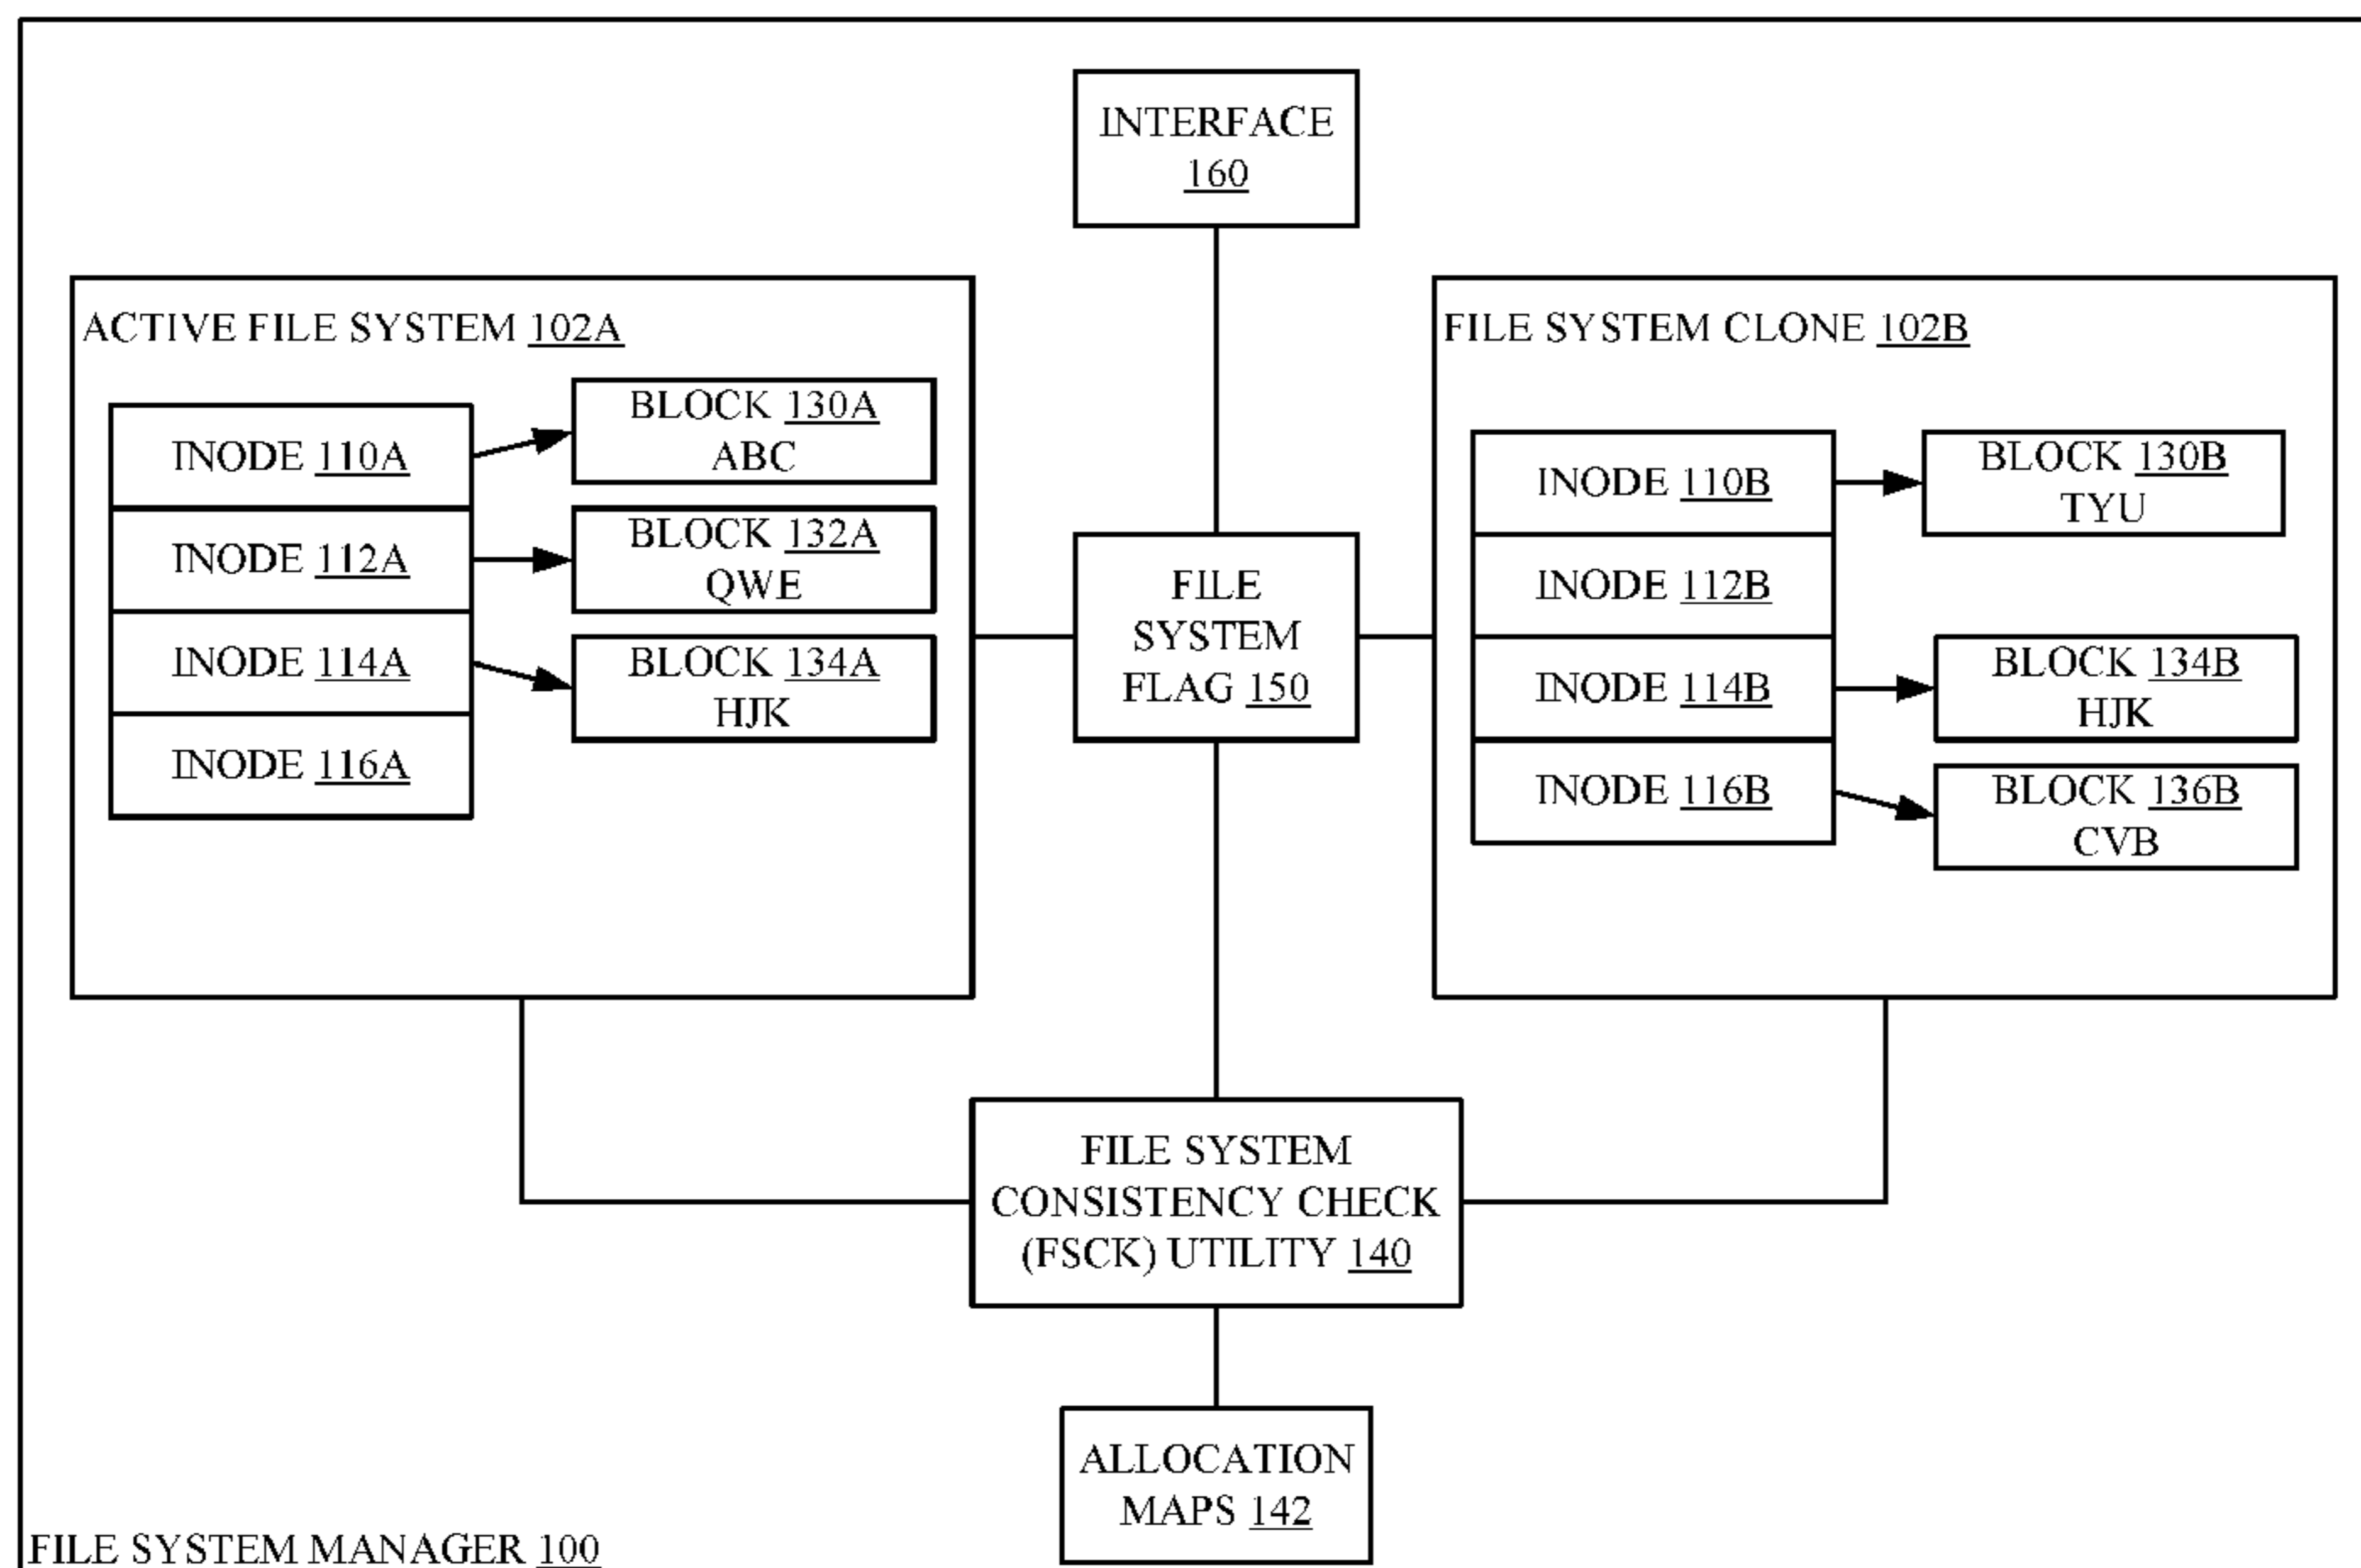 INTERFACE
160
ACTIVE FILE SYSTEM 102A
INODE 110A
INODE 112A
INODE 114A
INODE 116A
BLOCK 130A
ABC
BLOCK 132A
QWE
BLOCK 134A
HJK
FILE
SYSTEM
FLAG 150
FILE SYSTEM CLONE 102B
INODE 110B
INODE 112B
INODE 114B
INODE 116B
BLOCK 130B
TYU
BLOCK 134B
HJK
BLOCK 136B
CVB
FILE SYSTEM
CONSISTENCY CHECK
(FSCK) UTILITY 140
ALLOCATION
MAPS 142
FILE SYSTEM MANAGER 100